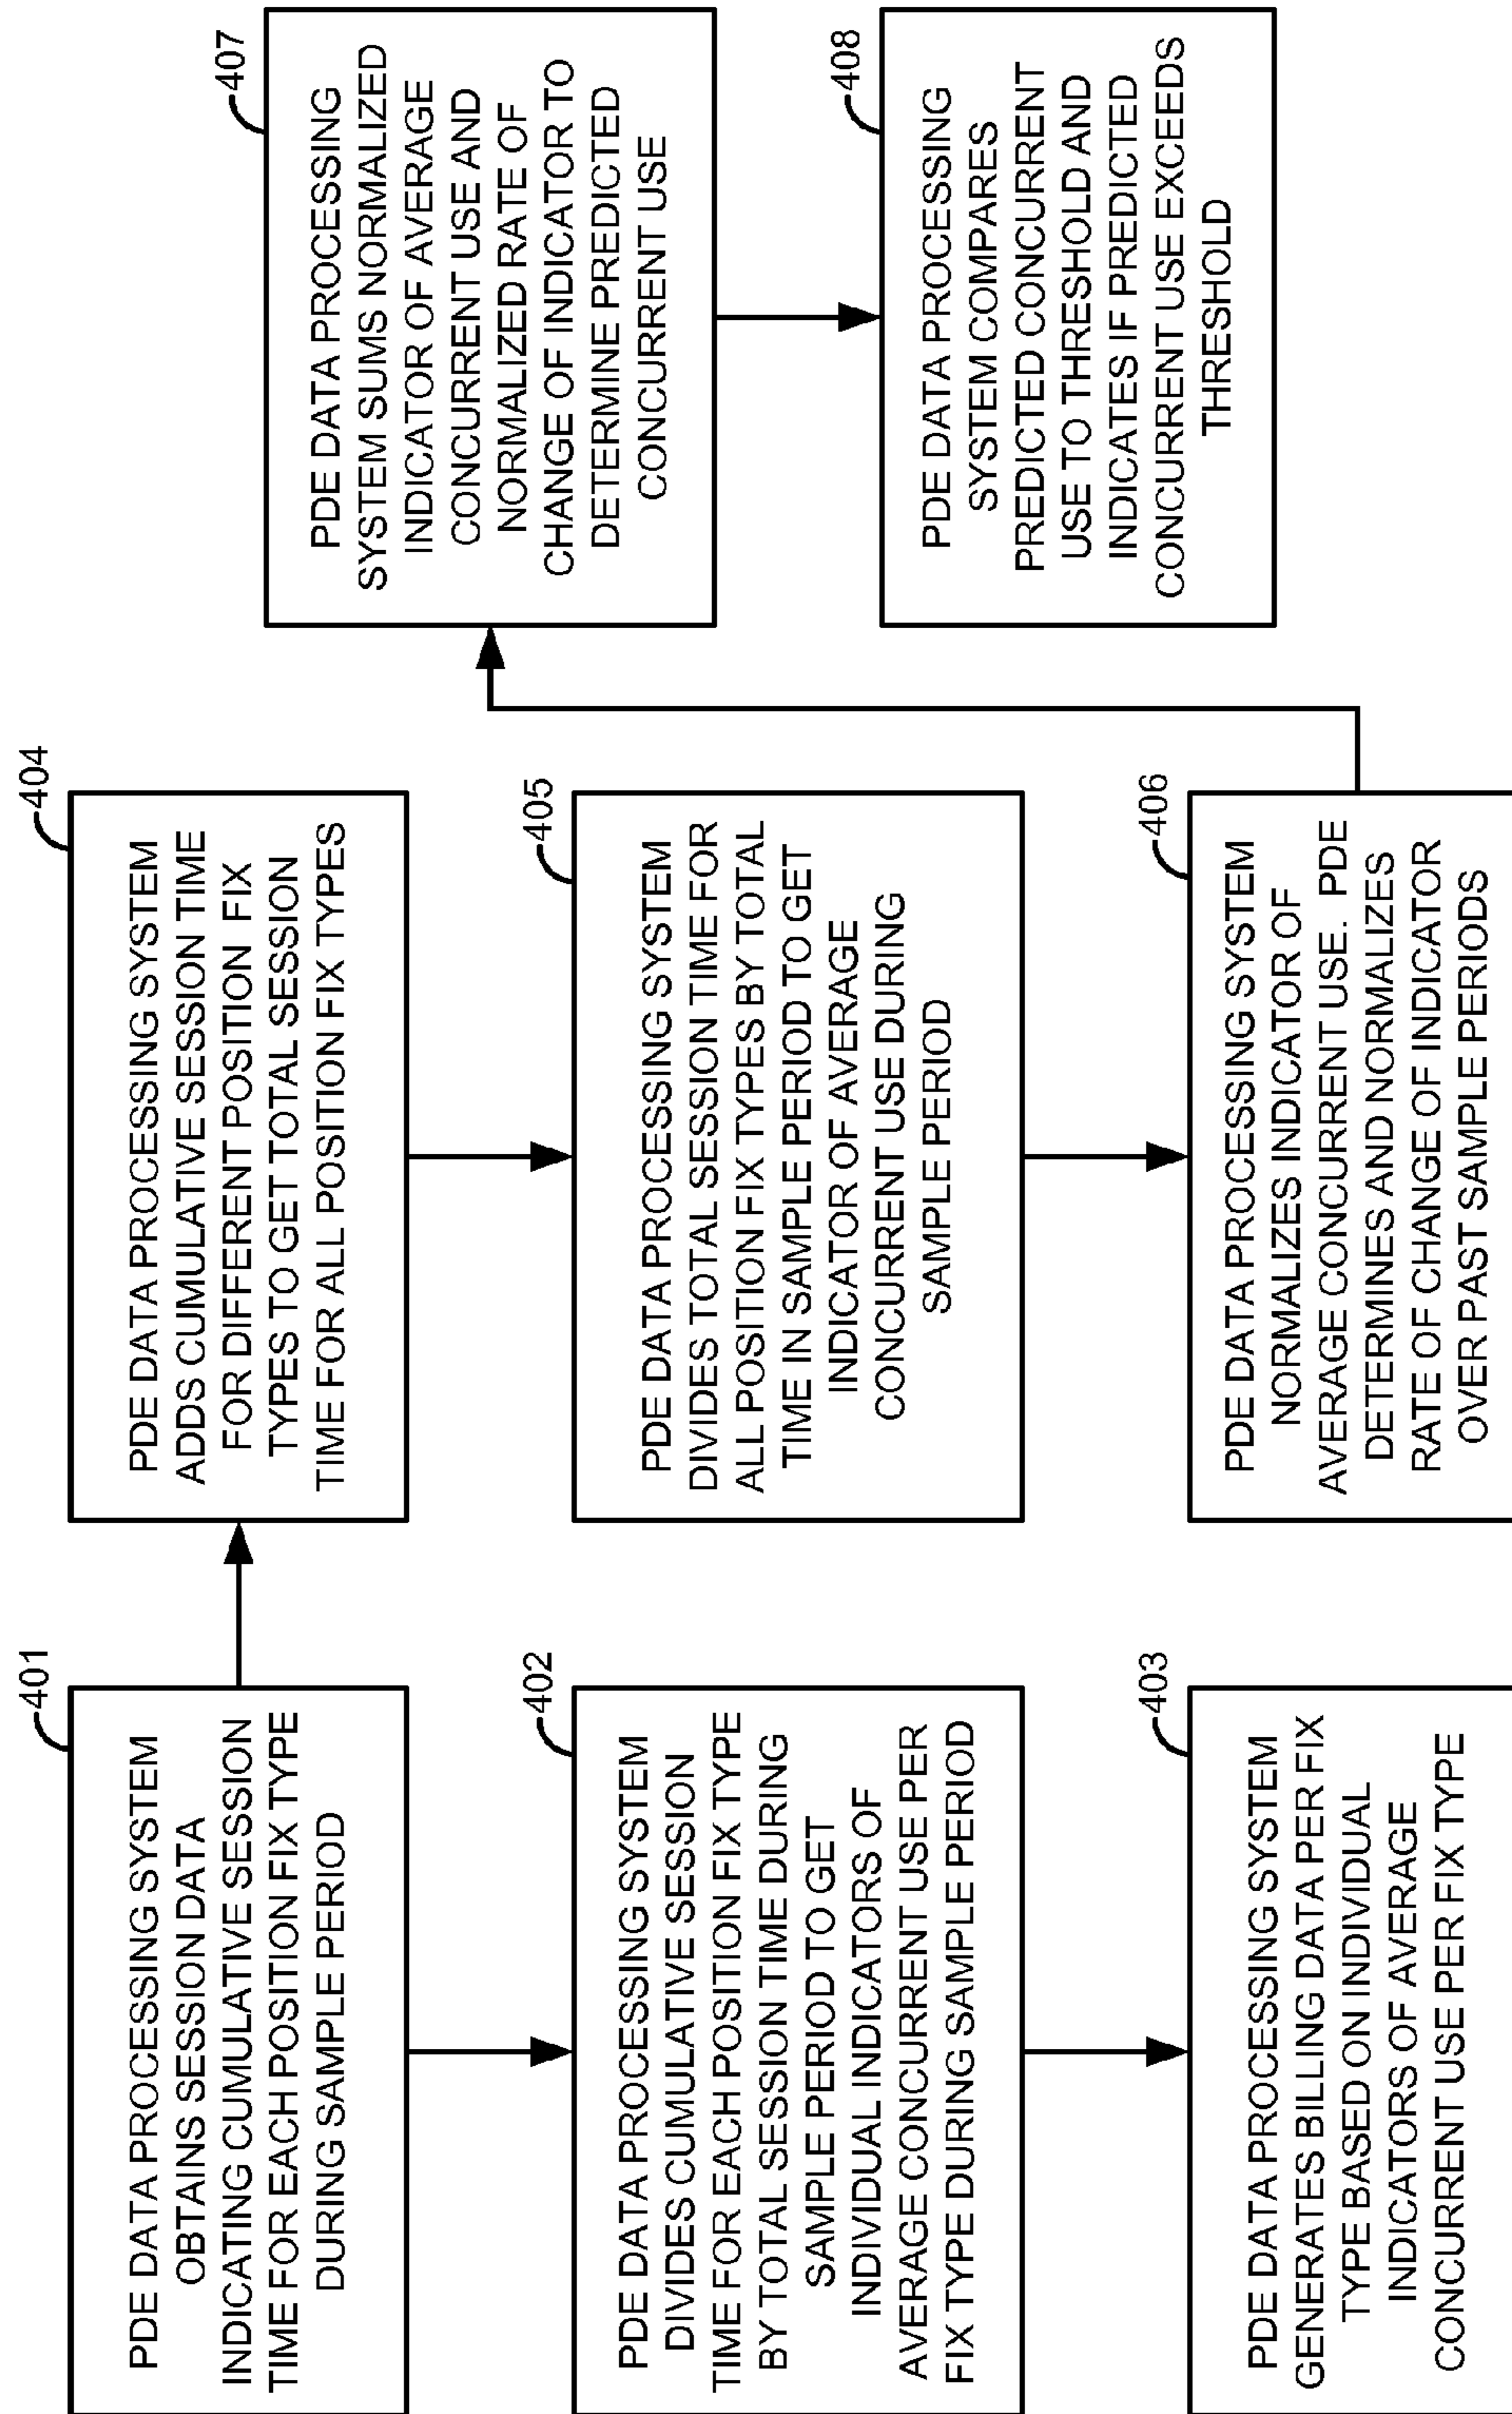 401
PDE DATA PROCESSING SYSTEM
OBTAINS SESSION DATA
INDICATING CUMULATIVE SESSION
TIME FOR EACH POSITION FIX TYPE
DURING SAMPLE PERIOD
402
PDE DATA PROCESSING SYSTEM
DIVIDES CUMULATIVE SESSION
TIME FOR EACH POSITION FIX TYPE
BY TOTAL SESSION TIME DURING
SAMPLE PERIOD TO GET
INDIVIDUAL INDICATORS OF
AVERAGE CONCURRENT USE PER
FIX TYPE DURING SAMPLE PERIOD
403
PDE DATA PROCESSING SYSTEM
GENERATES BILLING DATA PER FIX
TYPE BASED ON INDIVIDUAL
INDICATORS OF AVERAGE
CONCURRENT USE PER FIX TYPE
404
PDE DATA PROCESSING SYSTEM
ADDS CUMULATIVE SESSION TIME
FOR DIFFERENT POSITION FIX
TYPES TO GET TOTAL SESSION
TIME FOR ALL POSITION FIX TYPES
405
PDE DATA PROCESSING SYSTEM
DIVIDES TOTAL SESSION TIME FOR
ALL POSITION FIX TYPES BY TOTAL
TIME IN SAMPLE PERIOD TO GET
INDICATOR OF AVERAGE
CONCURRENT USE DURING
SAMPLE PERIOD
406
PDE DATA PROCESSING SYSTEM
NORMALIZES INDICATOR OF
AVERAGE CONCURRENT USE. PDE
DETERMINES AND NORMALIZES
RATE OF CHANGE OF INDICATOR
OVER PAST SAMPLE PERIODS
407
PDE DATA PROCESSING
SYSTEM SUMS NORMALIZED
INDICATOR OF AVERAGE
CONCURRENT USE AND
NORMALIZED RATE OF
CHANGE OF INDICATOR TO
DETERMINE PREDICTED
CONCURRENT USE
408
PDE DATA PROCESSING
SYSTEM COMPARES
PREDICTED CONCURRENT
USE TO THRESHOLD AND
INDICATES IF PREDICTED
CONCURRENT USE EXCEEDS
THRESHOLD